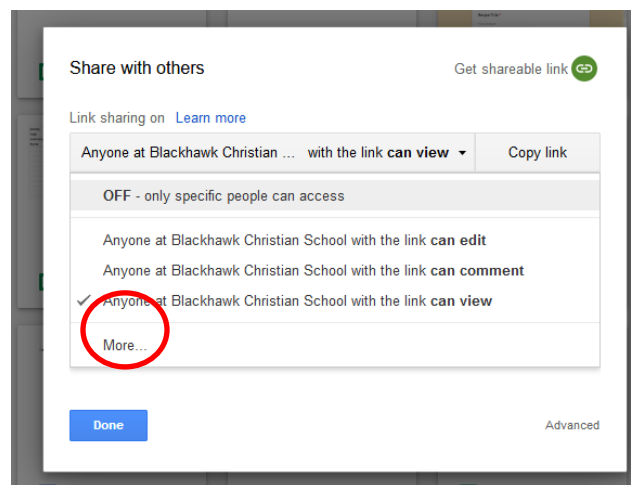 Share with others
Get shareable link
Link sharing on Learn more
Anyone at Blackhawk Christian ... with the link can view
Copy link
OFF - only specific people can access
Anyone at Blackhawk Christian School with the link can edit
Anyone at Blackhawk Christian School with the link can comment
Anyone at Blackhawk Christian School with the link can view
More...
Done
Advanced